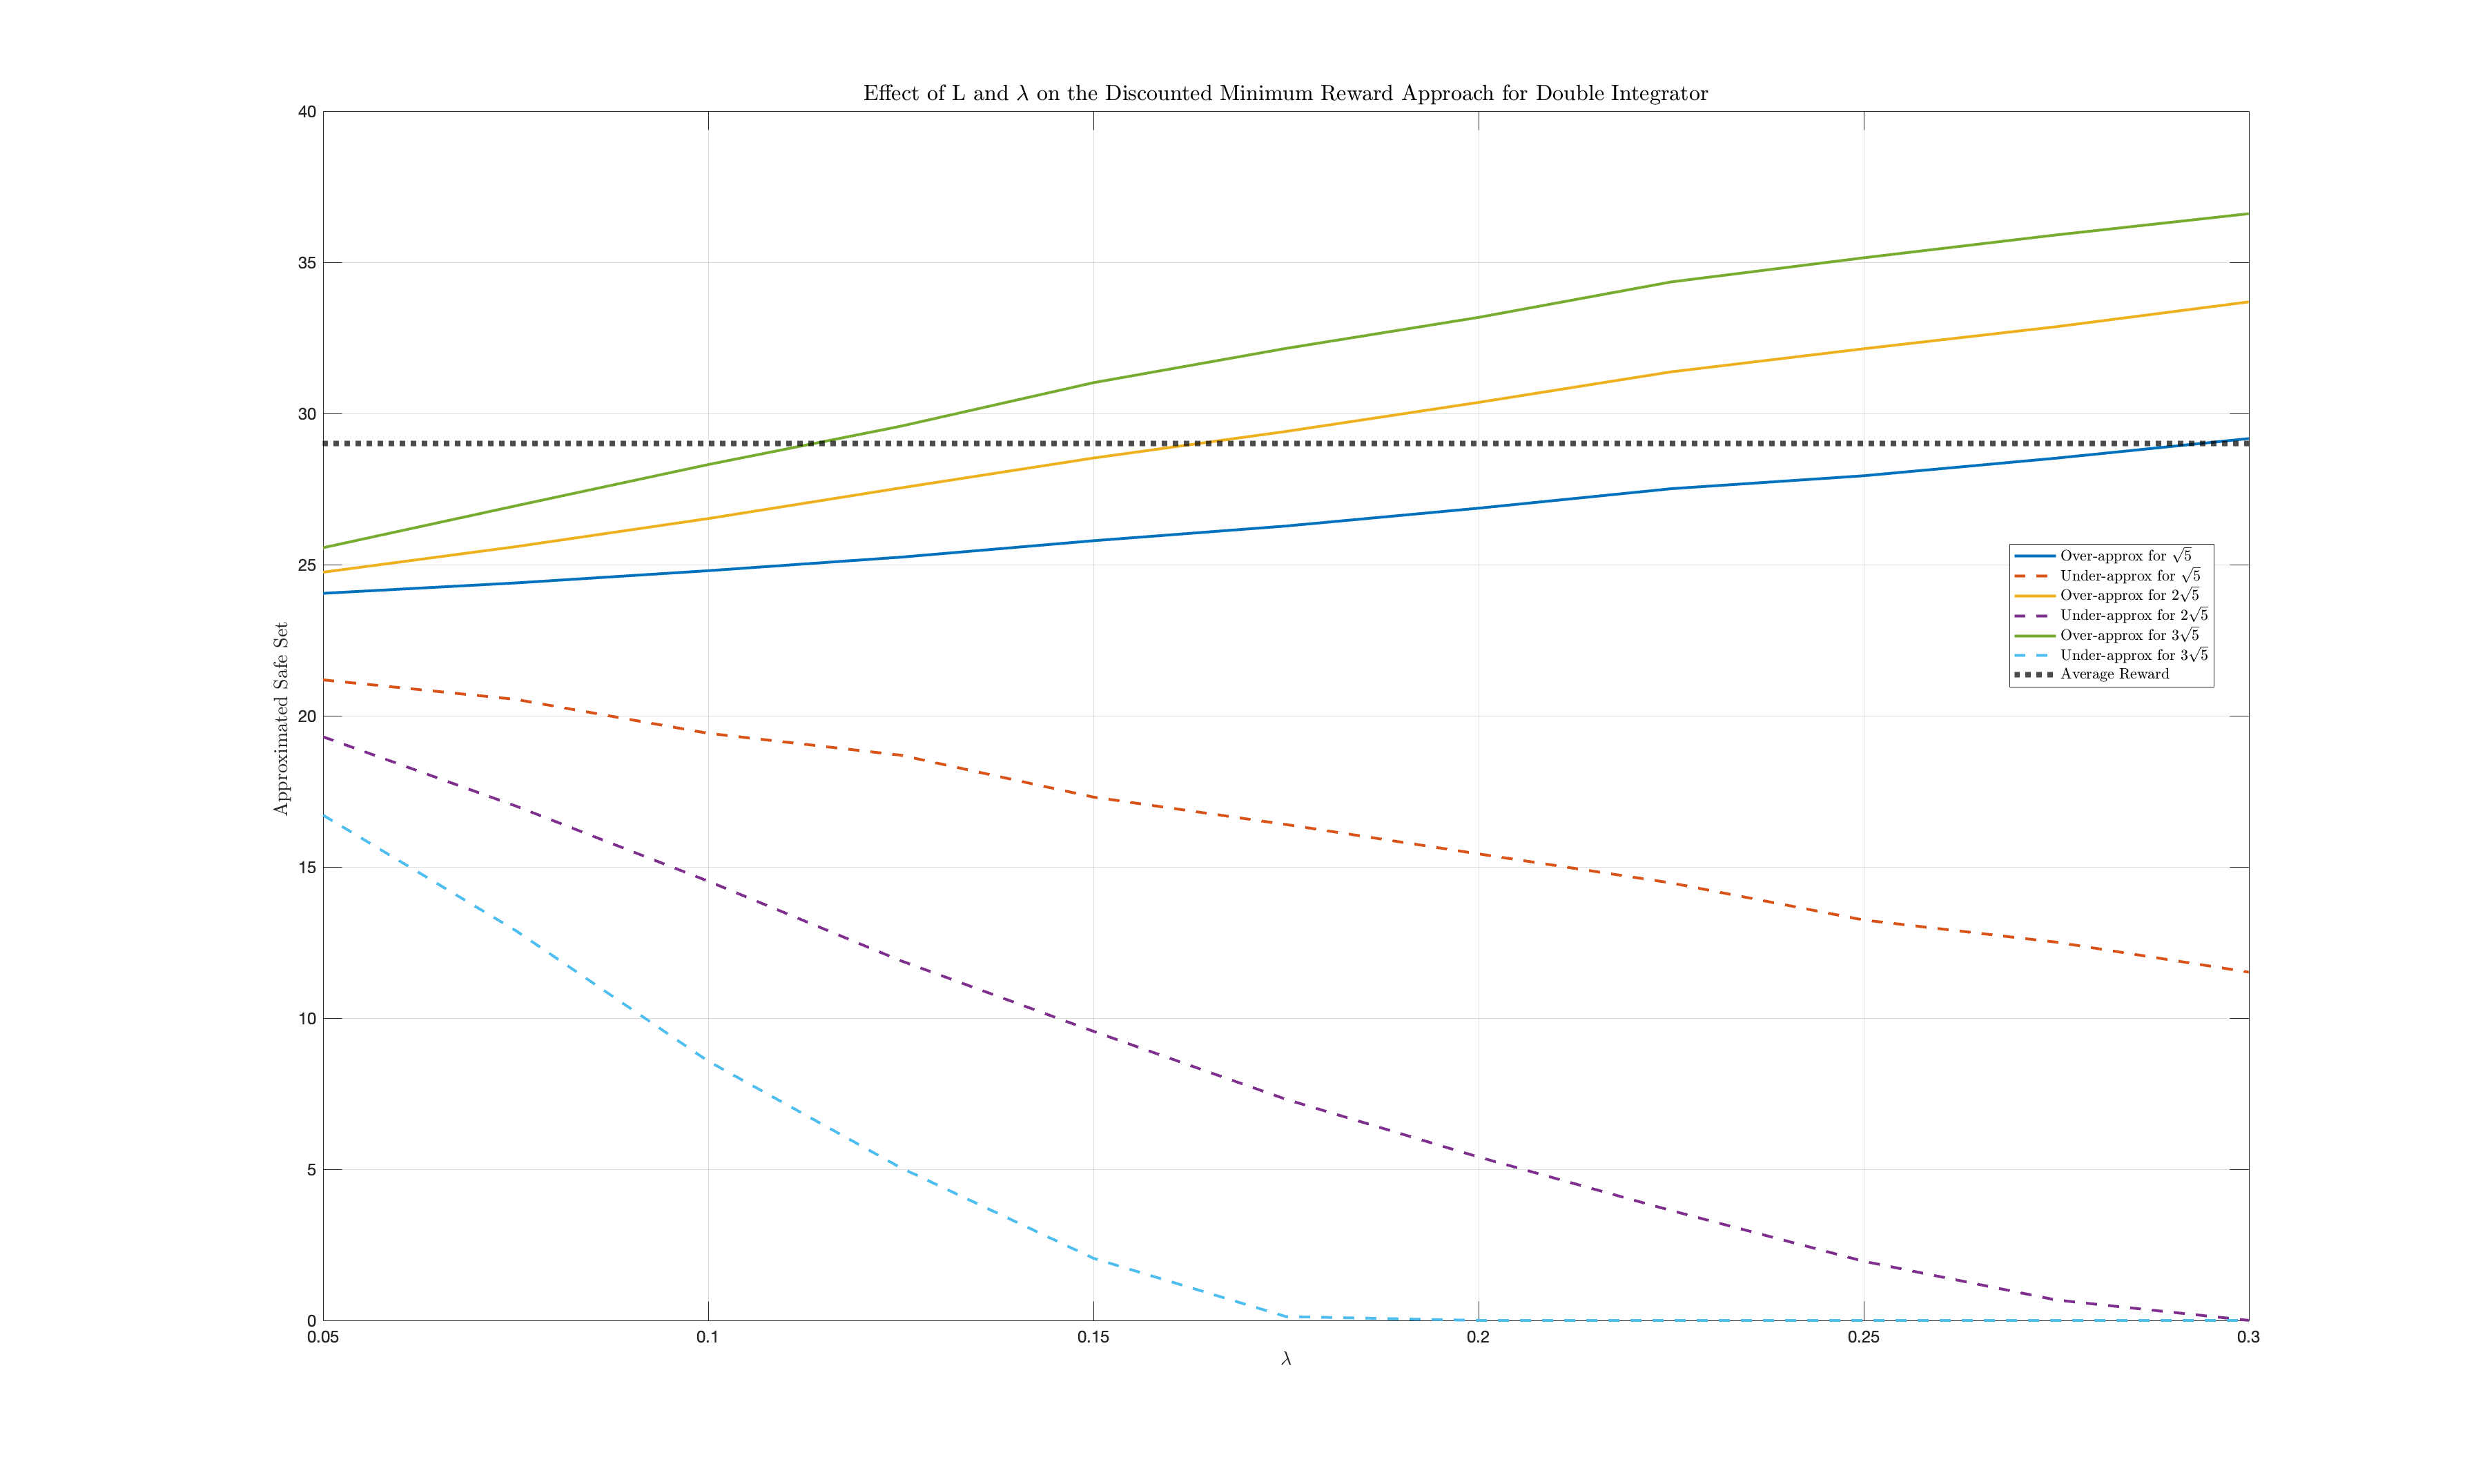 Effect of L and λ on the Discounted Minimum Reward Approach for Double Integrator
40
35
30
25
20
15
10
5
0
Approximated Safe Set
0.05 0.1 0.15 0.2 0.25 0.3
λ
Over-approx for √5
Under-approx for √5
Over-approx for 2√5
Under-approx for 2√5
Over-approx for 3√5
Under-approx for 3√5
Average Reward